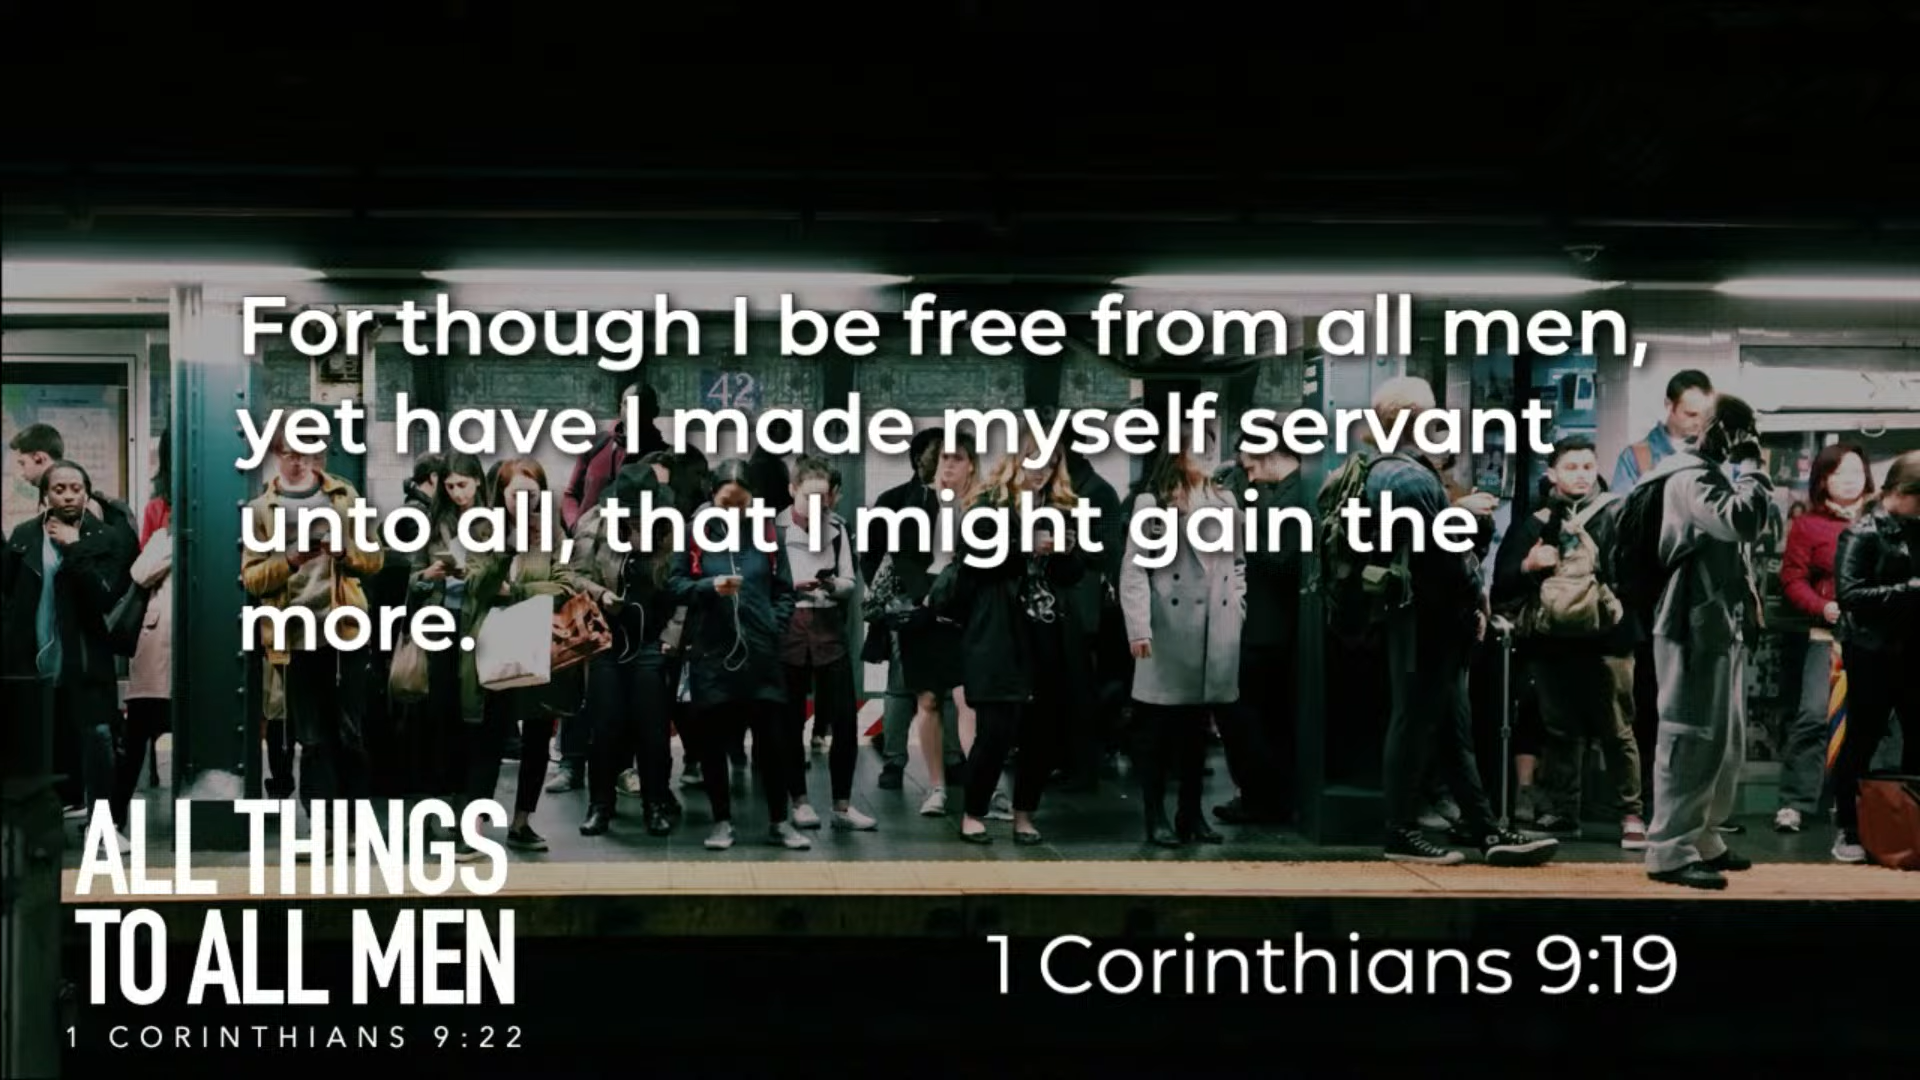 For though I be free from all men,
42
yet have I made myself servant
unto all, that I might gain the
more.
ALL THINGS
TO ALL MEN
1 CORINTHIANS 9:22
1 Corinthians 9:19